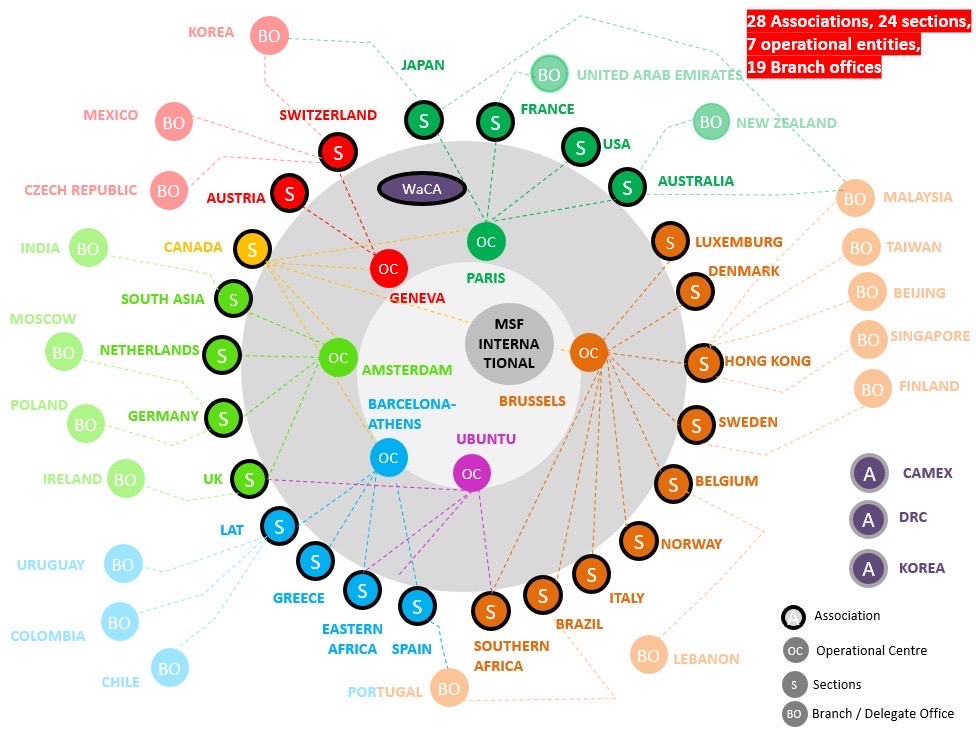 28 Associations, 24 sections,
7 operational entities,
19 Branch offices
KOREA
BO
JAPAN
BO
UNITED ARAB EMIRATES
MEXICO
BO
SWITZERLAND
S
S
FRANCE
S
USA
S
BO
NEW ZEALAND
CZECH REPUBLIC
BO
AUSTRIA
S
WaCA
S
AUSTRALIA
BO
MALAYSIA
INDIA
BO
CANADA
S
OC
PARIS
S
LUXEMBURG
BO
TAIWAN
OC
GENEVA
SOUTH ASIA
S
S
DENMARK
BO
BEIJING
MOSCOW
BO
NETHERLANDS
S
OC
AMSTERDAM
MSF
INTERNA
TIONAL
OC
BRUSSELS
S
HONG KONG
BO
SINGAPORE
POLAND
BO
GERMANY
S
BARCELONA-
ATHENS
OC
UBUNTU
OC
S
SWEDEN
BO
FINLAND
IRELAND
BO
UK
S
S
BELGIUM
A
CAMEX
LAT
S
S
NORWAY
A
DRC
URUGUAY
BO
S
GREECE
S
ITALY
A
KOREA
COLOMBIA
BO
S
EASTERN
AFRICA
S
SPAIN
S
SOUTHERN
AFRICA
S
BRAZIL
CHILE
BO
PORTUGAL
BO
BO
LEBANON
A
Association
OC
Operational Centre
S
Sections
BO
Branch / Delegate Office